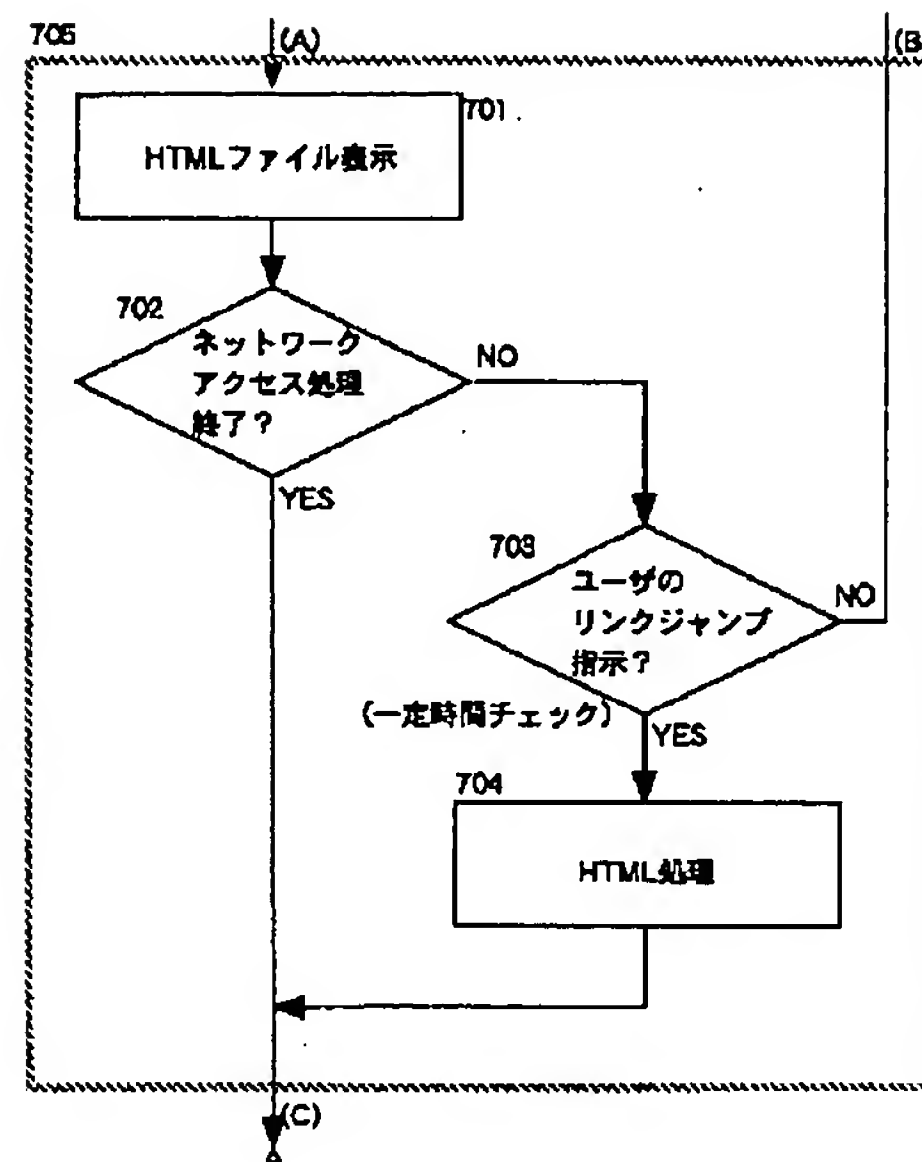 705
(A)
(B
701
HTMLファイル表示
702
ネットワーク
アクセス処理
終了?
NO
YES
703
ユーザの
リンクジャンプ
指示?
NO
(一定時間チェック)
YES
704
HTML処理
(C)